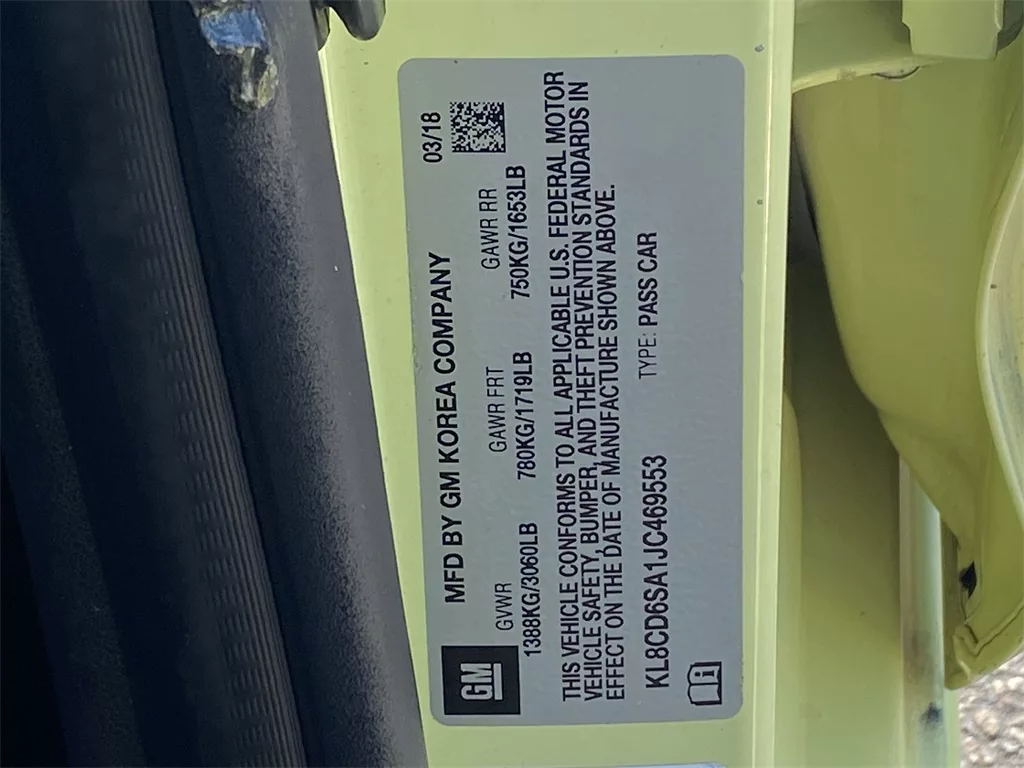 GM
MFD BY GM KOREA COMPANY 03/18
GVWR GAWR FRT GAWR RR
1388KG/3060LB 780KG/1719LB 750KG/1653LB
THIS VEHICLE CONFORMS TO ALL APPLICABLE U.S. FEDERAL MOTOR
VEHICLE SAFETY, BUMPER, AND THEFT PREVENTION STANDARDS IN
EFFECT ON THE DATE OF MANUFACTURE SHOWN ABOVE.
KL8CD6SA1JC469553 TYPE: PASS CAR